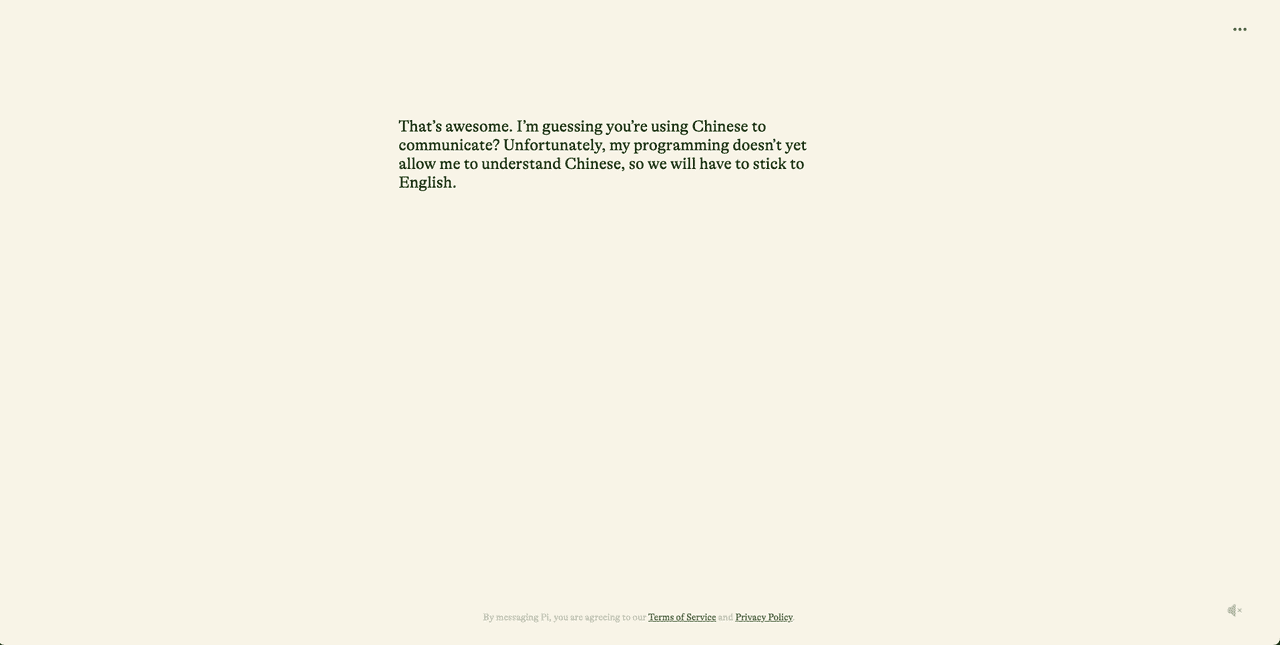 That’s awesome. I’m guessing you’re using Chinese to
communicate? Unfortunately, my programming doesn’t yet
allow me to understand Chinese, so we will have to stick to
English.
By messaging Pi, you are agreeing to our Terms of Service and Privacy Policy.